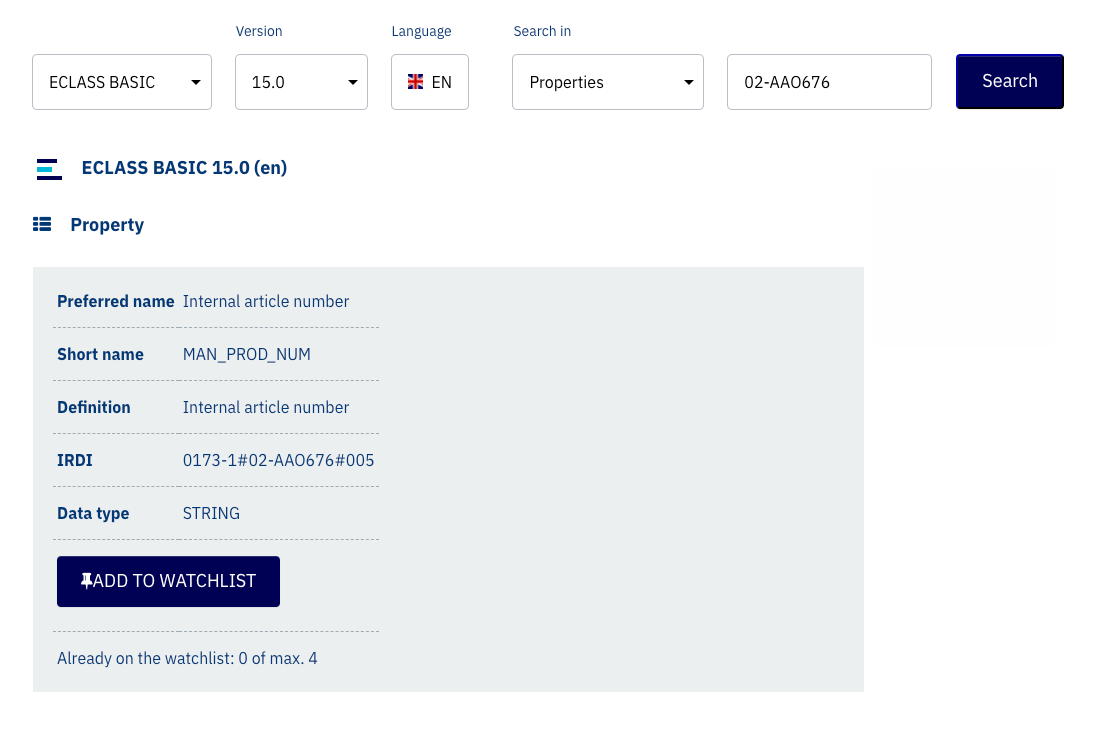 Version Language Search in
ECLASS BASIC 15.0 EN Properties 02-AAO676 Search
ECLASS BASIC 15.0 (en)
Property
Preferred name Internal article number
Short name MAN_PROD_NUM
Definition Internal article number
IRDI 0173-1#02-AAO676#005
Data type STRING
ADD TO WATCHLIST
Already on the watchlist: 0 of max. 4